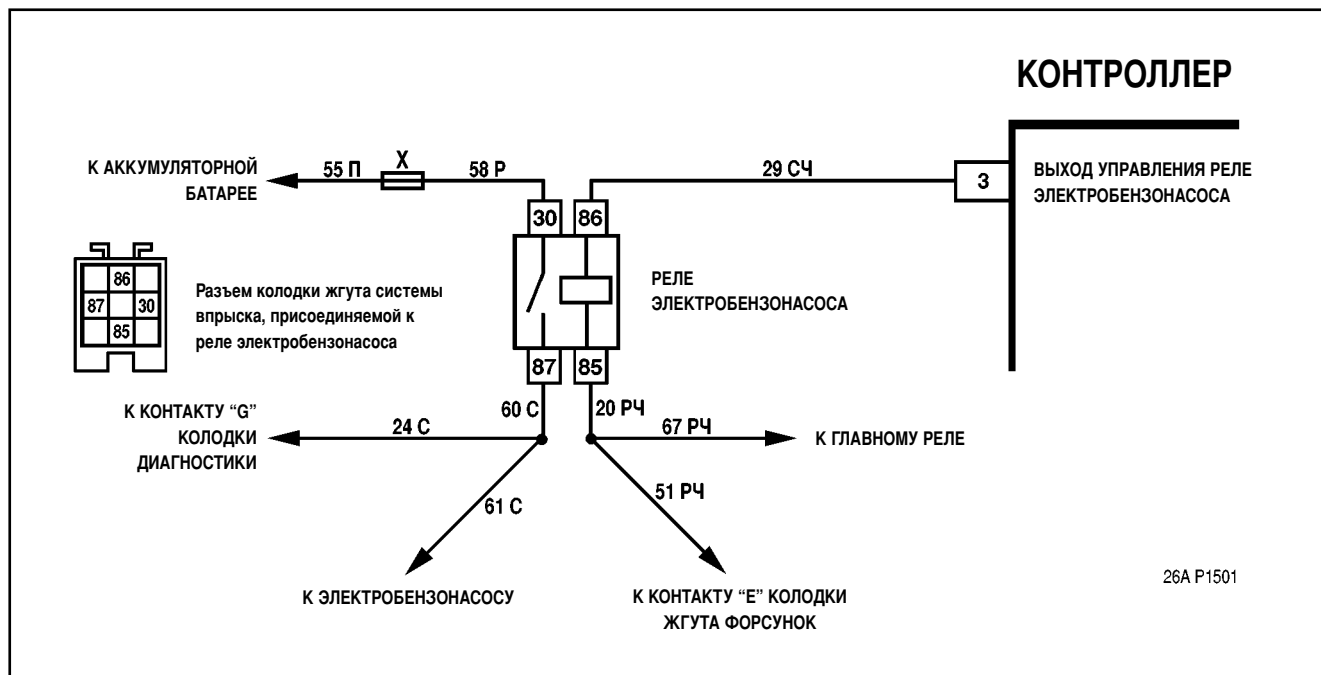 КОНТРОЛЛЕР
К АККУМУЛЯТОРНОЙ
БАТАРЕЕ
55 П
X
58 Р
29 СЧ
3
ВЫХОД УПРАВЛЕНИЯ РЕЛЕ
ЭЛЕКТРОБЕНЗОНАСОСА
30
86
86
87
30
85
Разъем колодки жгута системы
впрыска, присоединяемой к
реле электробензонасоса
РЕЛЕ
ЭЛЕКТРОБЕНЗОНАСОСА
87
85
К КОНТАКТУ “G”
КОЛОДКИ
ДИАГНОСТИКИ
24 С
60 С
20 РЧ
67 РЧ
К ГЛАВНОМУ РЕЛЕ
61 С
51 РЧ
К ЭЛЕКТРОБЕНЗОНАСОСУ
К КОНТАКТУ “E” КОЛОДКИ
ЖГУТА ФОРСУНОК
26А Р1501